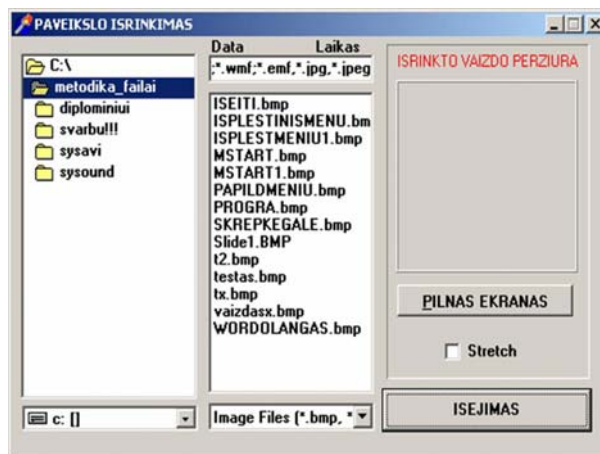 PAVEIKSLO ISRINKIMAS
C:\
metodika_failai
diplominiui
svarbu!!!
sysavi
sysound
c: []
Data Laikas
;*.wmf;*.emf,*.jpg,*.jpeg
ISEITI.bmp
ISPLESTINISMENU.bm
ISPLESTMENIU1.bmp
MSTART.bmp
MSTART1.bmp
PAPILDMENIU.bmp
PROGRA.bmp
SKREPKEGALE.bmp
Slide1.BMP
t2.bmp
testas.bmp
tx.bmp
vaizdasx.bmp
WORDOLANGAS.bmp
Image Files (*.bmp, *
ISRINKTO VAIZDO PERZIURA
PILNAS EKRANAS
Stretch
ISEJIMAS